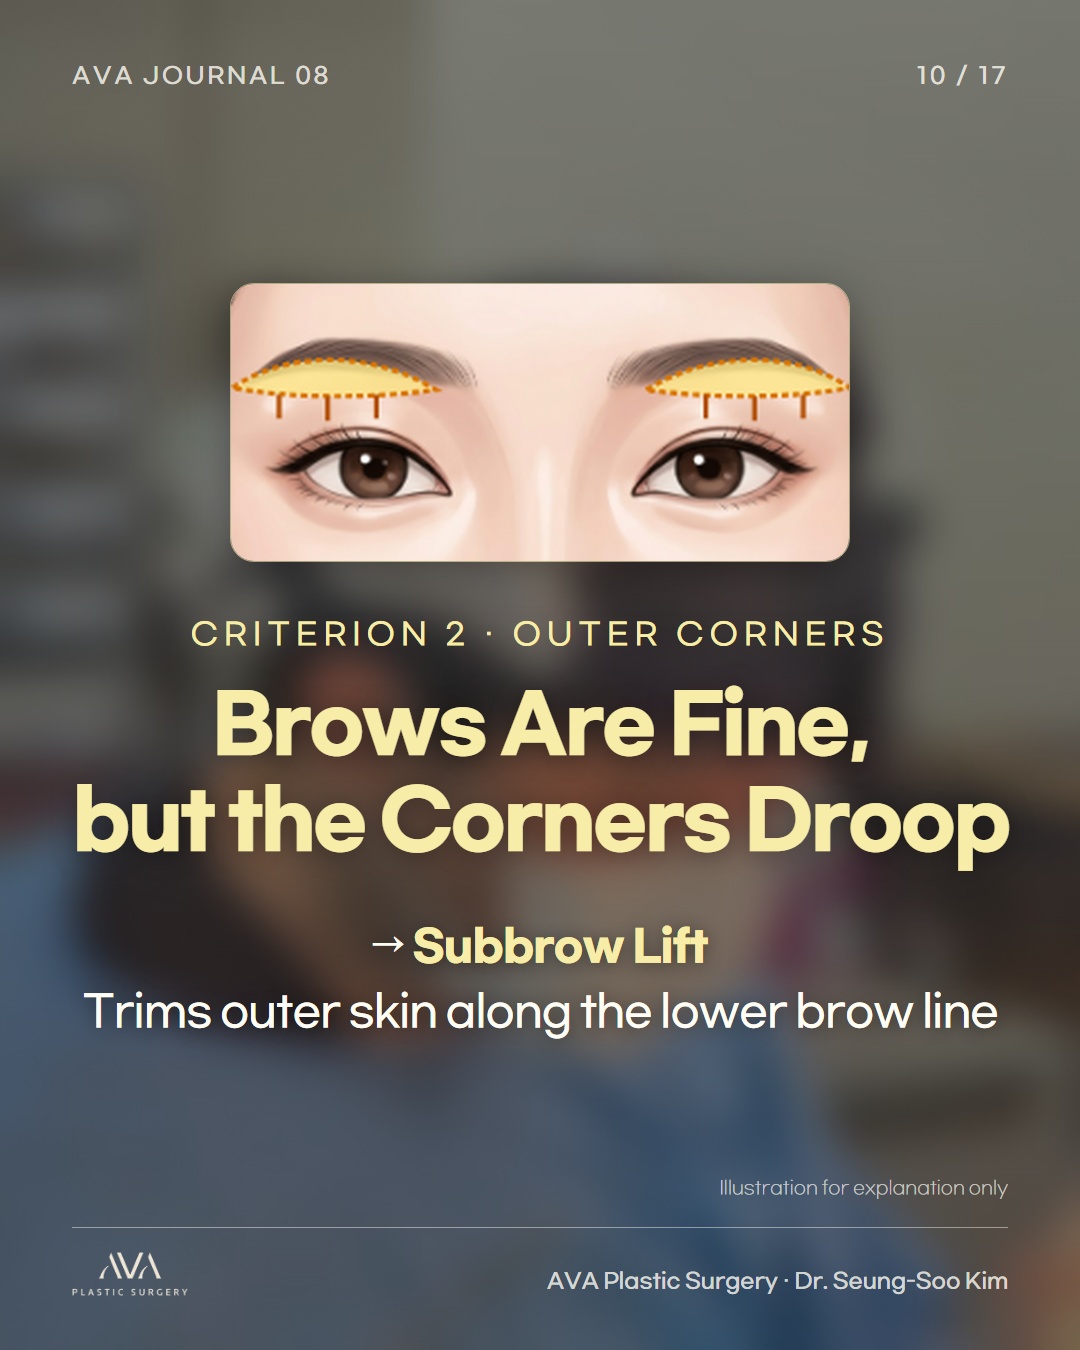 AVA JOURNAL 08
10 / 17
CRITERION 2 · OUTER CORNERS
Brows Are Fine,
but the Corners Droop
→ Subbrow Lift
Trims outer skin along the lower brow line
Illustration for explanation only
AVA
PLASTIC SURGERY
AVA Plastic Surgery · Dr. Seung-Soo Kim